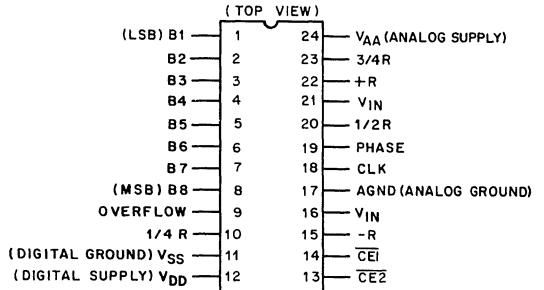 (TOP VIEW)
(LSB) B1 1 24 VAA (ANALOG SUPPLY)
B2 2 23 3/4R
B3 3 22 +R
B4 4 21 VIN
B5 5 20 1/2R
B6 6 19 PHASE
B7 7 18 CLK
(MSB) B8 8 17 AGND (ANALOG GROUND)
OVERFLOW 9 16 VIN
1/4 R 10 15 -R
(DIGITAL GROUND) VSS 11 14 CE1
(DIGITAL SUPPLY) VDD 12 13 CE2